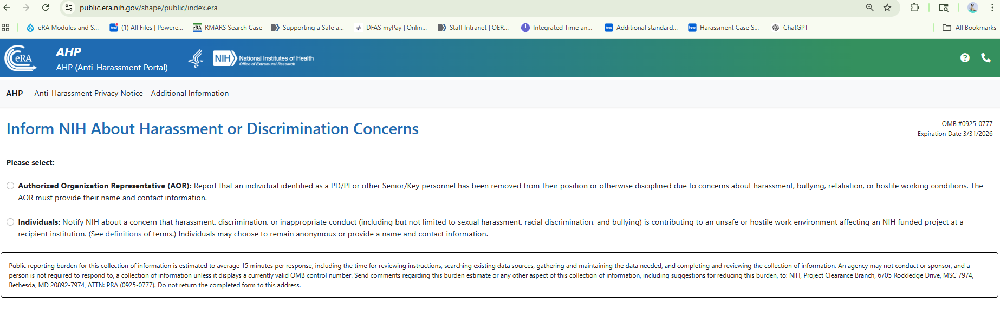 public.era.nih.gov/shape/public/index.era
eRA Modules and S... (1) All Files | Powere... RMARS Search Case Supporting a Safe a... DFAS myPay | Onlin... Staff Intranet | OER... Integrated Time an... Additional standard... Harassment Case S... ChatGPT All Bookmarks
eRA AHP
AHP (Anti-Harassment Portal)
NIH National Institutes of Health
Office of Extramural Research
AHP Anti-Harassment Privacy Notice Additional Information
Inform NIH About Harassment or Discrimination Concerns
OMB #0925-0777
Expiration Date 3/31/2026
Please select:
Authorized Organization Representative (AOR): Report that an individual identified as a PD/PI or other Senior/Key personnel has been removed from their position or otherwise disciplined due to concerns about harassment, bullying, retaliation, or hostile working conditions. The
AOR must provide their name and contact information.
Individuals: Notify NIH about a concern that harassment, discrimination, or inappropriate conduct (including but not limited to sexual harassment, racial discrimination, and bullying) is contributing to an unsafe or hostile work environment affecting an NIH funded project at a
recipient institution. (See definitions of terms.) Individuals may choose to remain anonymous or provide a name and contact information.
Public reporting burden for this collection of information is estimated to average 15 minutes per response, including the time for reviewing instructions, searching existing data sources, gathering and maintaining the data needed, and completing and reviewing the collection of information. An agency may not conduct or sponsor, and a
person is not required to respond to, a collection of information unless it displays a currently valid OMB control number. Send comments regarding this burden estimate or any other aspect of this collection of information, including suggestions for reducing this burden, to: NIH, Project Clearance Branch, 6705 Rockledge Drive, MSC 7974,
Bethesda, MD 20892-7974, ATTN: PRA (0925-0777). Do not return the completed form to this address.